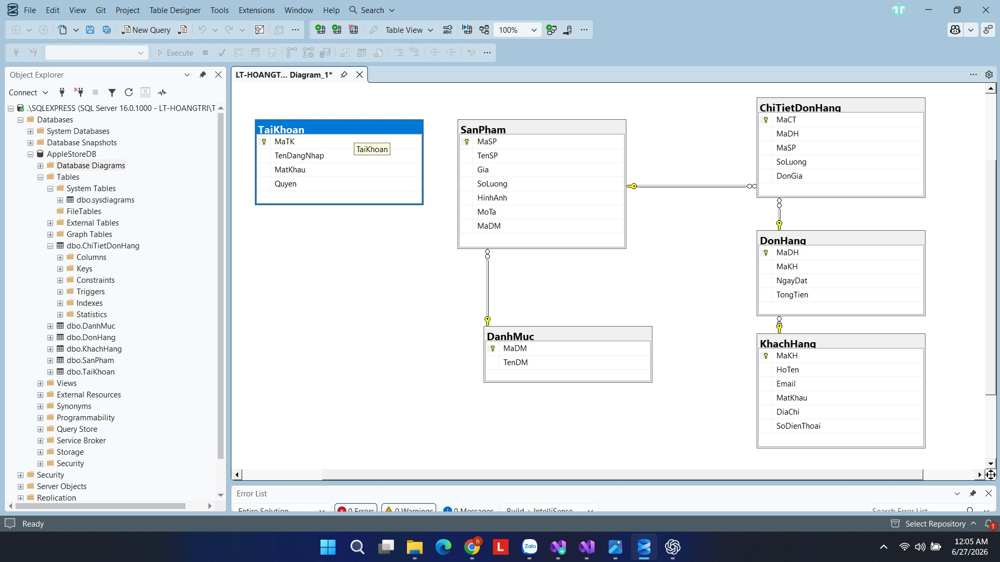 File Edit View Git Project Table Designer Tools Extensions Window Help Search
New Query Table View 100%
Execute
Object Explorer
Connect
.\SQLEXPRESS (SQL Server 16.0.1000 - LT-HOANGTRI\T
Databases
System Databases
Database Snapshots
AppleStoreDB
Database Diagrams
Tables
System Tables
dbo.sysdiagrams
FileTables
External Tables
Graph Tables
dbo.ChiTietDonHang
Columns
Keys
Constraints
Triggers
Indexes
Statistics
dbo.DanhMuc
dbo.DonHang
dbo.KhachHang
dbo.SanPham
dbo.TaiKhoan
Views
External Resources
Synonyms
Programmability
Query Store
Service Broker
Storage
Security
Security
Server Objects
Replication
LT-HOANGT... Diagram_1*
TaiKhoan
MaTK
TenDangNhap
MatKhau
Quyen
TaiKhoan
SanPham
MaSP
TenSP
Gia
SoLuong
HinhAnh
MoTa
MaDM
DanhMuc
MaDM
TenDM
ChiTietDonHang
MaCT
MaDH
MaSP
SoLuong
DonGia
DonHang
MaDH
MaKH
NgayDat
TongTien
KhachHang
MaKH
HoTen
Email
MatKhau
DiaChi
SoDienThoai
Error List
Entire Solution 0 Errors 0 Warnings 0 Messages Build + IntelliSense Search Error List
Ready Select Repository 1
Zalo
12:05 AM
6/27/2026